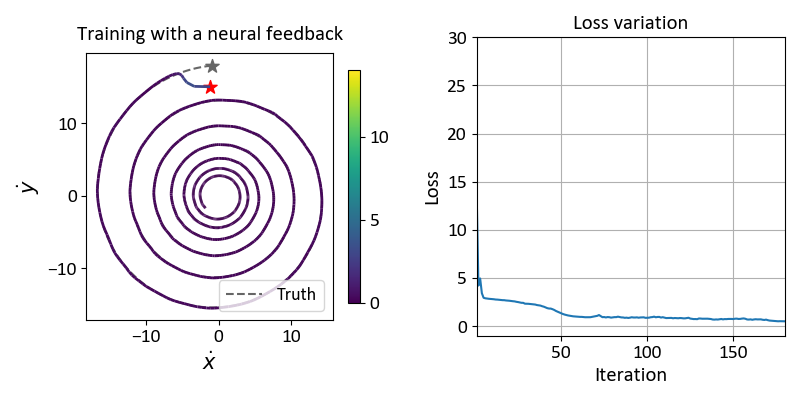 Training with a neural feedback
10
0
−10
ẏ
−10
0
10
ẋ
Truth
10
5
0
Loss variation
30
25
20
15
10
5
0
Loss
50
100
150
Iteration